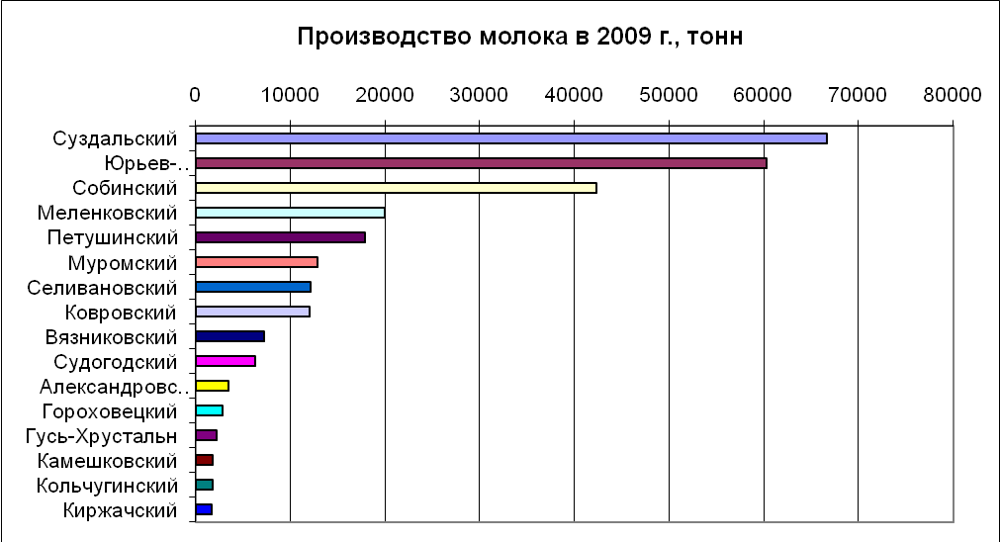 Производство молока в 2009 г., тонн
0 10000 20000 30000 40000 50000 60000 70000 80000
Суздальский
Юрьев-..
Собинский
Меленковский
Петушинский
Муромский
Селивановский
Ковровский
Вязниковский
Судогодский
Александровс..
Гороховецкий
Гусь-Хрустальн
Камешковский
Кольчугинский
Киржачский